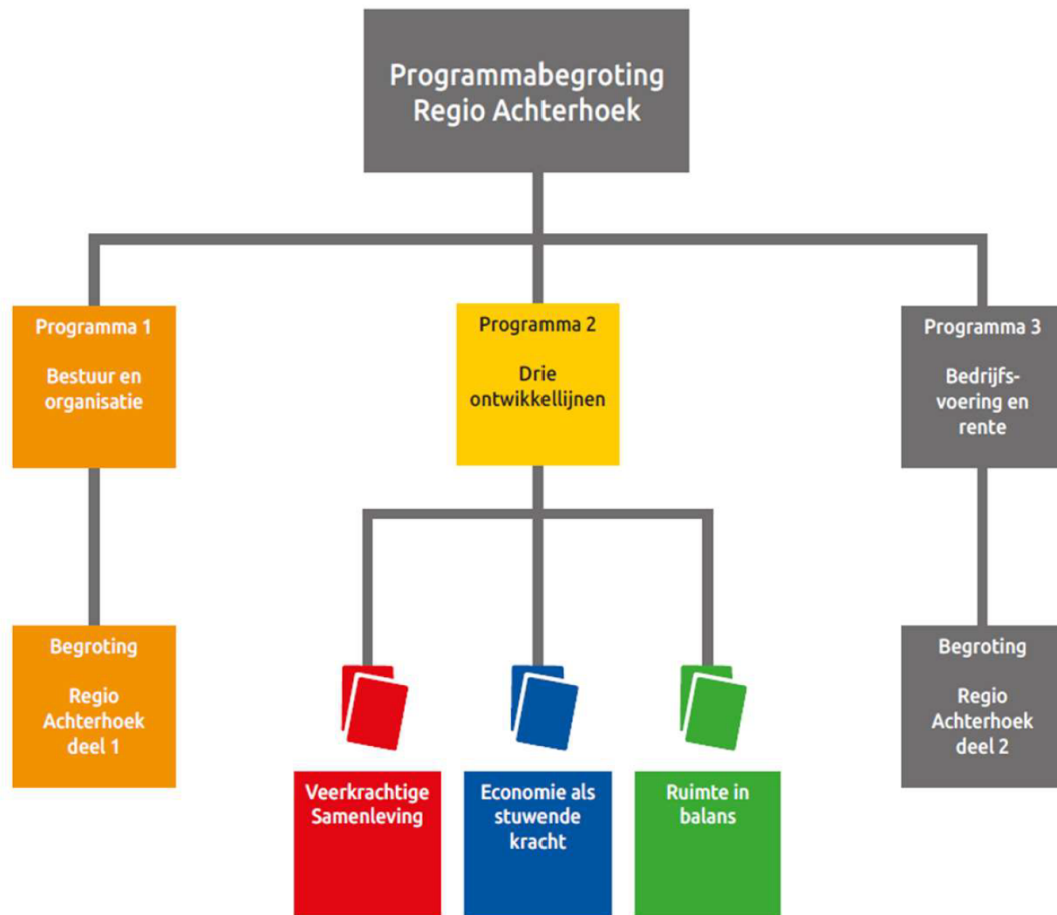 Programmabegroting
Regio Achterhoek
Programma 1
Bestuur en
organisatie
Programma 2
Drie
ontwikkellijnen
Programma 3
Bedrijfs-
voering en
rente
Begroting
Regio
Achterhoek
deel 1
Veerkrachtige
Samenleving
Economie als
stuwende
kracht
Ruimte in
balans
Begroting
Regio
Achterhoek
deel 2